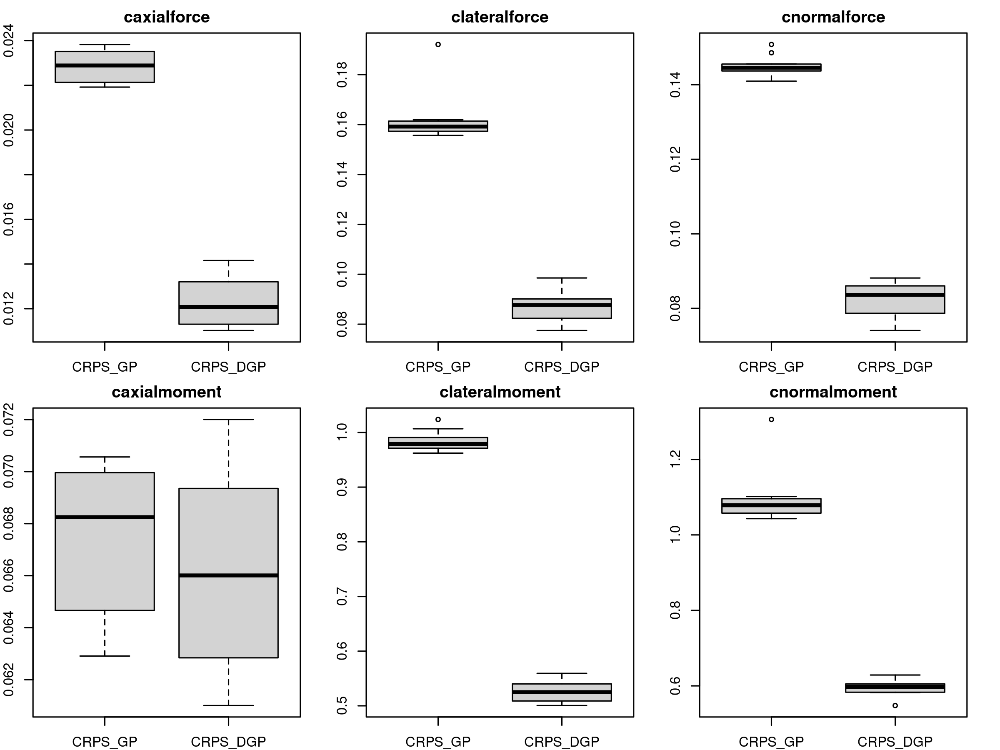 caxialforce
0.024
0.020
0.016
0.012
CRPS_GP
CRPS_DGP
clateralforce
0.18
0.16
0.14
0.12
0.10
0.08
CRPS_GP
CRPS_DGP
cnormalforce
0.14
0.12
0.10
0.08
CRPS_GP
CRPS_DGP
caxialmoment
0.072
0.070
0.068
0.066
0.064
0.062
CRPS_GP
CRPS_DGP
clateralmoment
1.0
0.9
0.8
0.7
0.6
0.5
CRPS_GP
CRPS_DGP
cnormalmoment
1.2
1.0
0.8
0.6
CRPS_GP
CRPS_DGP